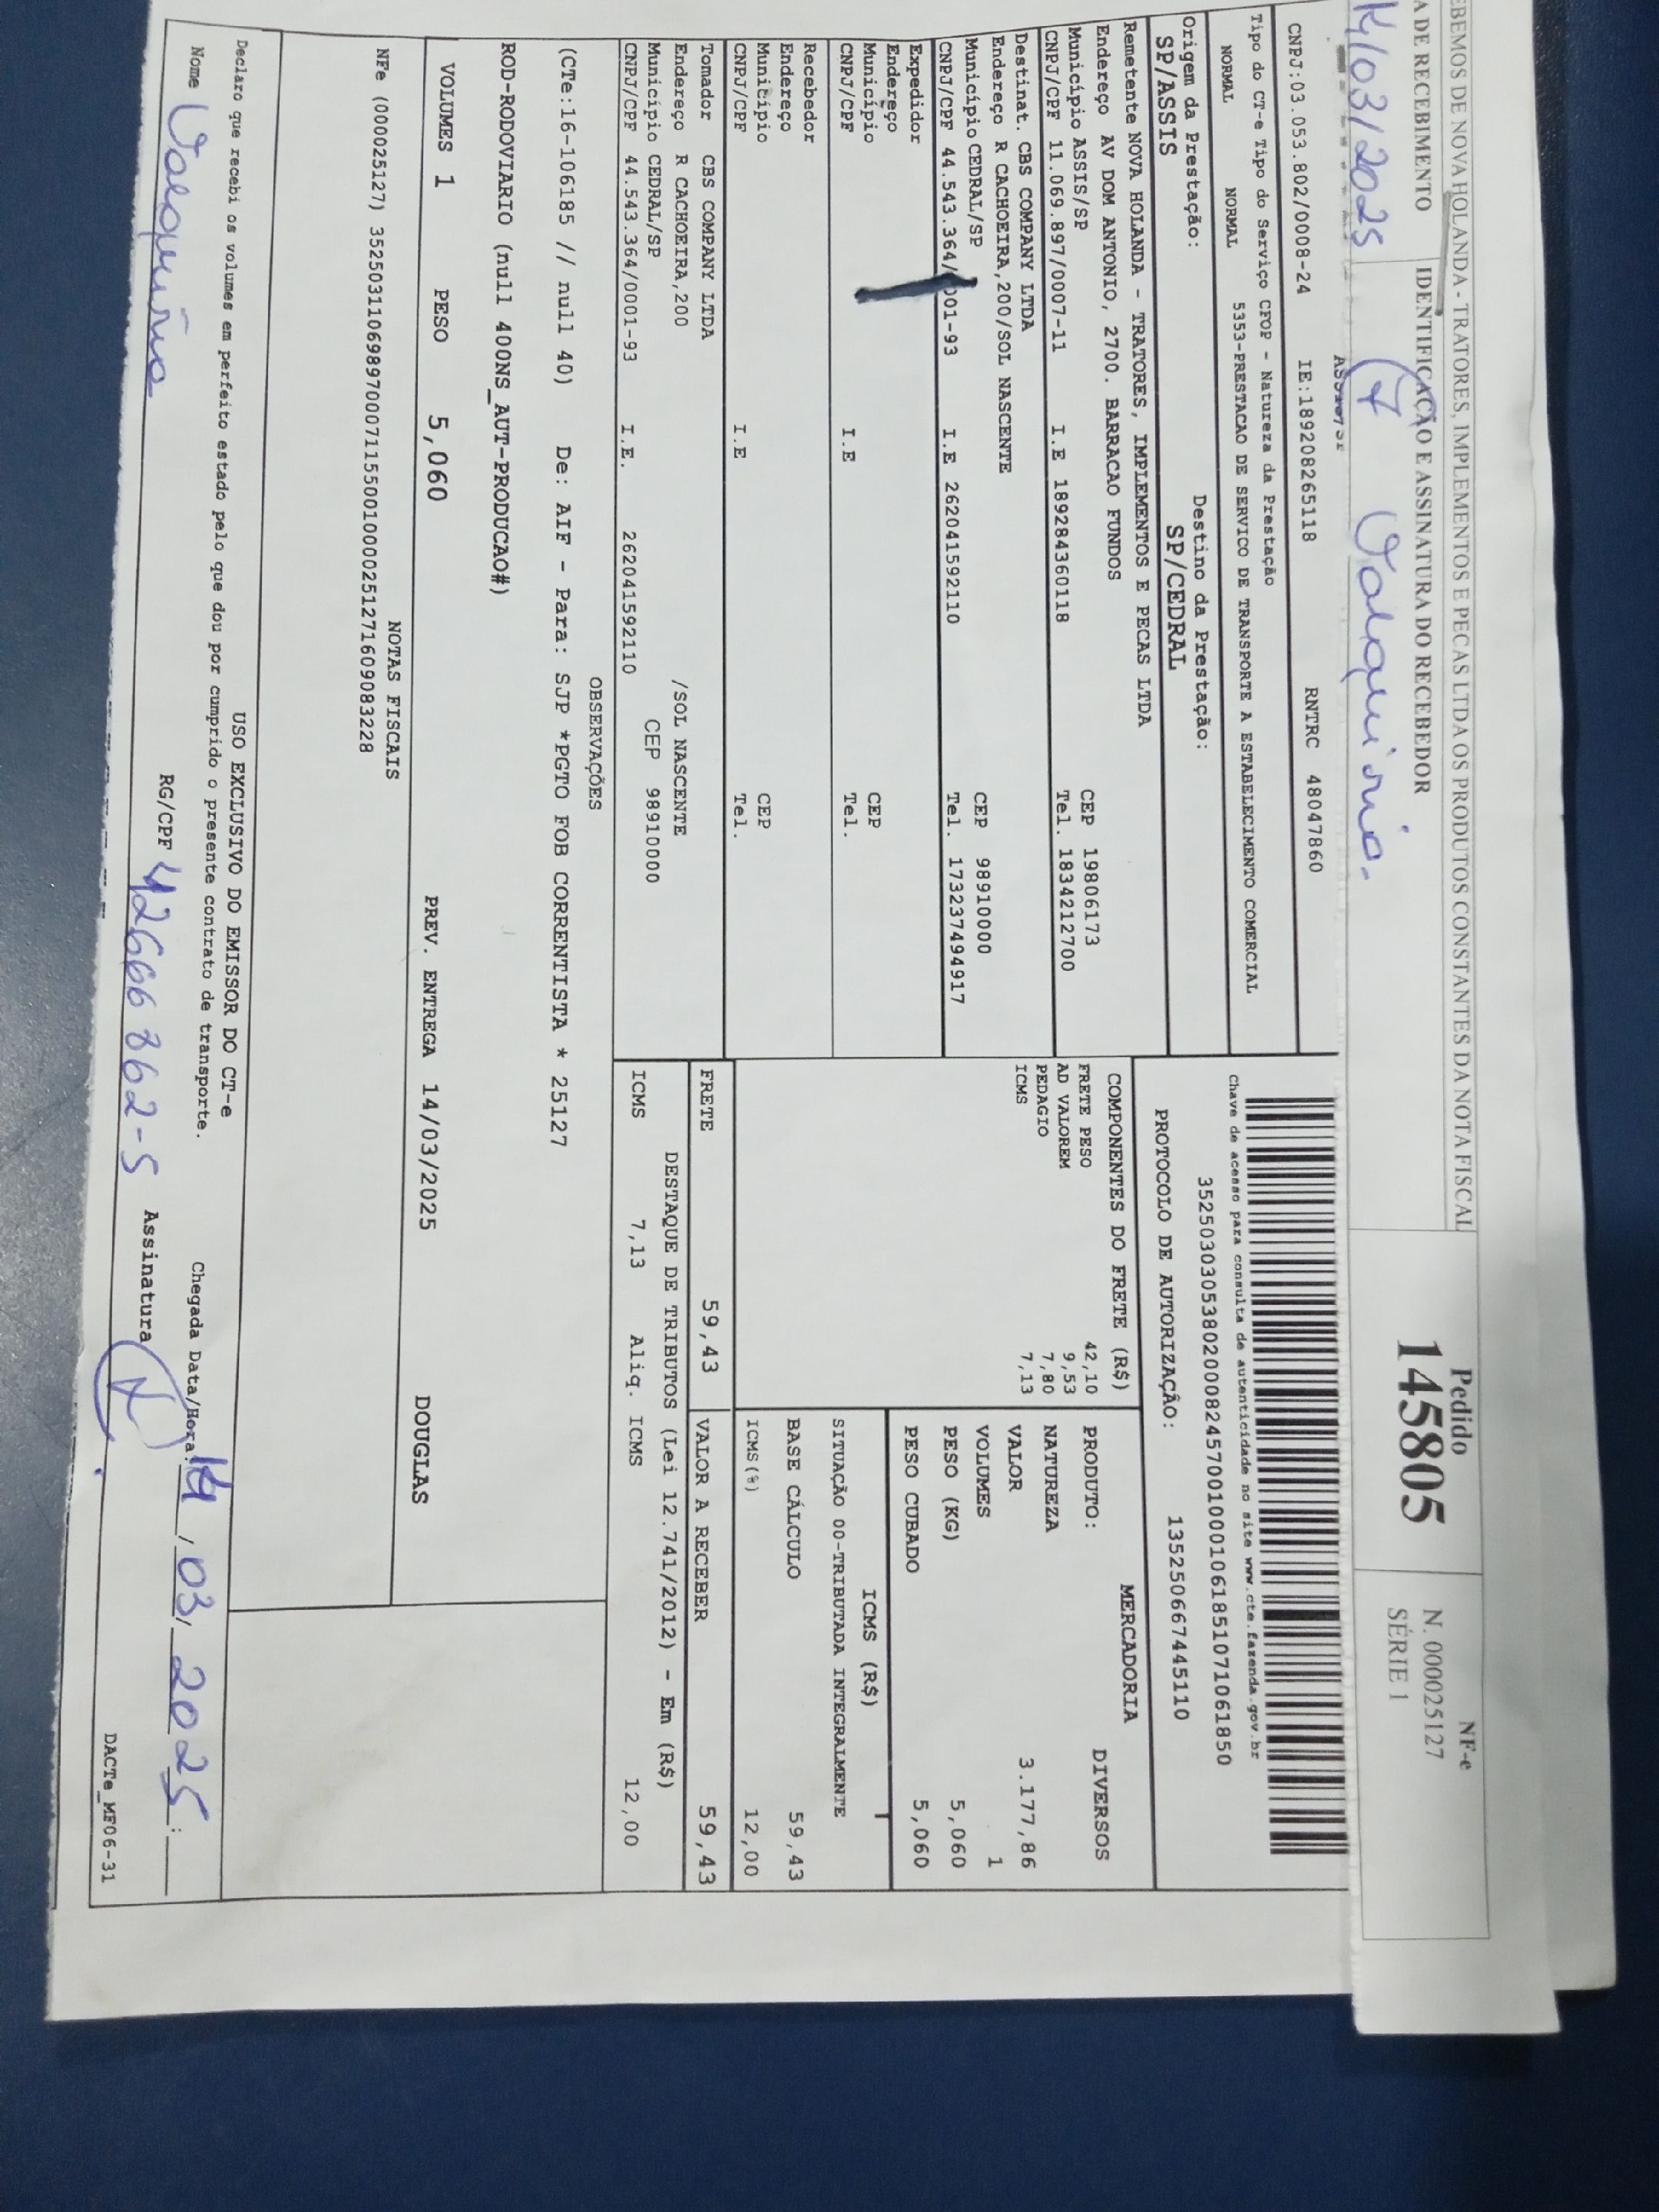 EBEMOS DE NOVA HOLANDA - TRATORES, IMPLEMENTOS E PECAS LTDA OS PRODUTOS CONSTANTES DA NOTA FISCAL
A DE RECEBIMENTO IDENTIFICAÇÃO E ASSINATURA DO RECEBEDOR
14/03/2025
Pedido
145805
NF-e
N. 000025127
SÉRIE 1
CNPJ:03.053.802/0008-24 IE:189208265118 RNTRC 48047860
Tipo do CT-e Tipo do Serviço CFOP - Natureza da Prestação
NORMAL NORMAL 5353-PRESTACAO DE SERVICO DE TRANSPORTE A ESTABELECIMENTO COMERCIAL
Origem da Prestação: Destino da Prestação:
SP/ASSIS SP/CEDRAL
Chave de acesso para consulta de autenticidade no site www.cte.fazenda.gov.br
35250303053802000824570010001061851071061850
PROTOCOLO DE AUTORIZAÇÃO: 135250667445110
Remetente NOVA HOLANDA - TRATORES, IMPLEMENTOS E PECAS LTDA
Endereço AV DOM ANTONIO, 2700. BARRACAO FUNDOS
Município ASSIS/SP CEP 19806173
CNPJ/CPF 11.069.897/0007-11 I.E 189284360118 Tel. 1834212700
Destinat. CBS COMPANY LTDA
Endereço R CACHOEIRA,200/SOL NASCENTE
Município CEDRAL/SP CEP 98910000
CNPJ/CPF 44.543.364/0001-93 I.E 262041592110 Tel. 173237494917
Expedidor
Endereço
Município CEP
CNPJ/CPF I.E Tel.
Recebedor
Endereço
Município CEP
CNPJ/CPF I.E Tel.
Tomador CBS COMPANY LTDA
Endereço R CACHOEIRA,200 /SOL NASCENTE
Município CEDRAL/SP CEP 98910000
CNPJ/CPF 44.543.364/0001-93 I.E. 262041592110
COMPONENTES DO FRETE (R$)
FRETE PESO 42,10
AD VALOREM 9,53
PEDAGIO 7,80
ICMS 7,13
MERCADORIA
PRODUTO: DIVERSOS
NATUREZA
VALOR 3.177,86
VOLUMES 1
PESO (KG) 5,060
PESO CUBADO 5,060
ICMS (R$)
SITUAÇÃO 00-TRIBUTADA INTEGRALMENTE
BASE CÁLCULO 59,43
ICMS(%) 12,00
FRETE 59,43 VALOR A RECEBER 59,43
DESTAQUE DE TRIBUTOS (Lei 12.741/2012) - Em (R$)
ICMS 7,13 Aliq. ICMS 12,00
OBSERVAÇÕES
(CTe:16-106185 // null 40) De: AIF - Para: SJP *PGTO FOB CORRENTISTA * 25127
ROD-RODOVIARIO (null 400NS_AUT-PRODUCAO#)
VOLUMES 1 PESO 5,060 PREV. ENTREGA 14/03/2025 DOUGLAS
NOTAS FISCAIS
NFe (000025127) 35250311069897000711550010000251271609083228
USO EXCLUSIVO DO EMISSOR DO CT-e
Declaro que recebi os volumes em perfeito estado pelo que dou por cumprido o presente contrato de transporte.
Chegada Data/Hora: 14/03/2025 :
Nome RG/CPF 42666862-5 Assinatura
DACTe_MF06-31